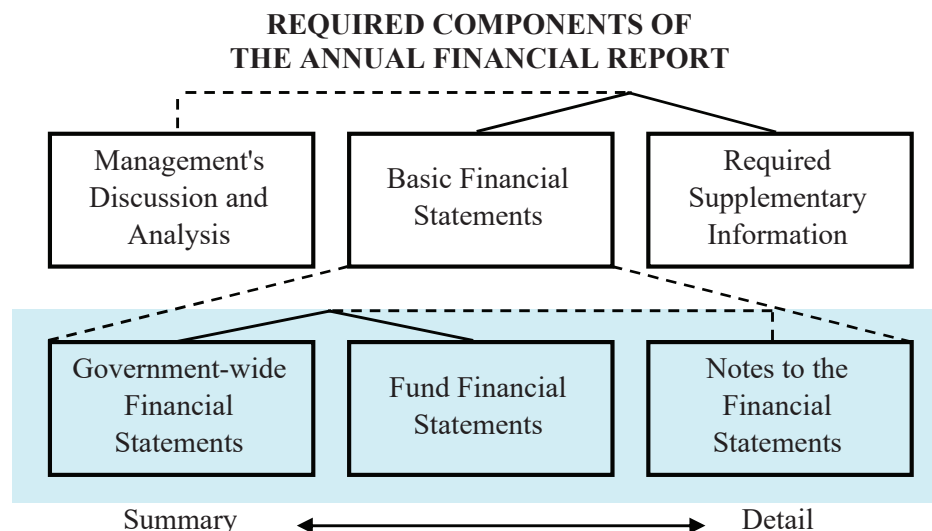 REQUIRED COMPONENTS OF
THE ANNUAL FINANCIAL REPORT
Management's
Discussion and
Analysis
Basic Financial
Statements
Required
Supplementary
Information
Government-wide
Financial
Statements
Fund Financial
Statements
Notes to the
Financial
Statements
Summary
Detail